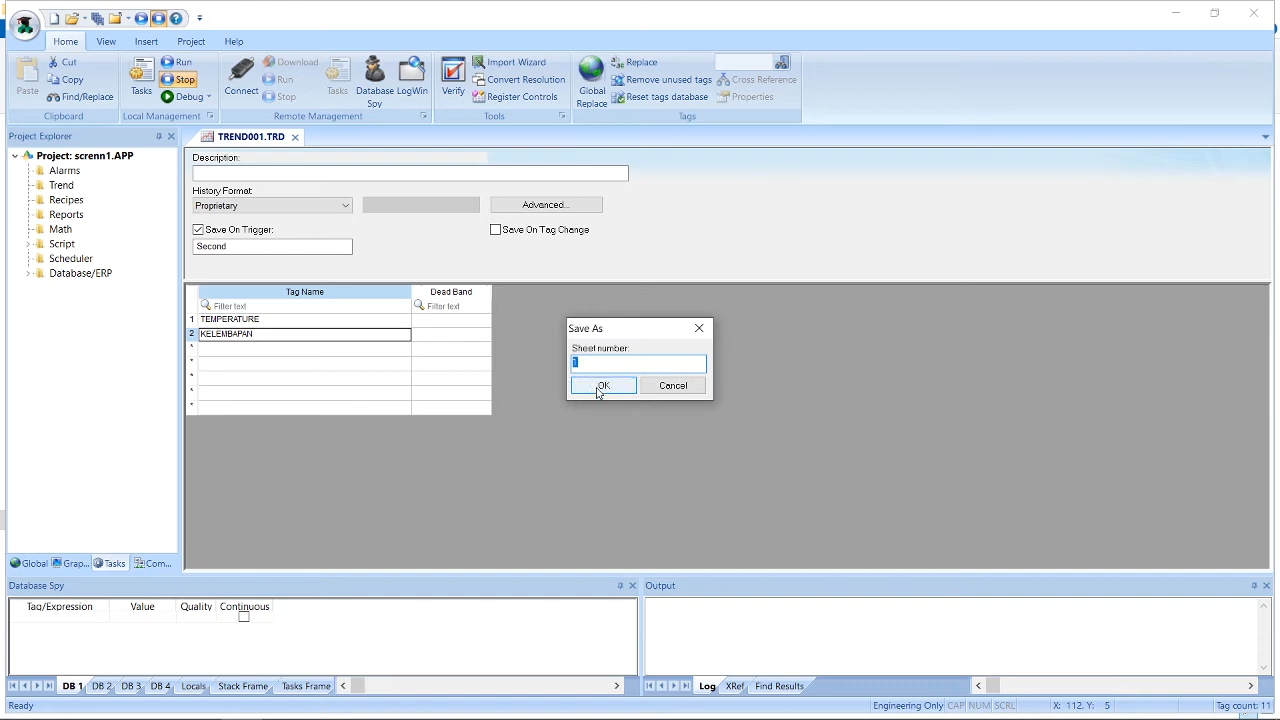 Home View Insert Project Help
Paste Cut Copy Find/Replace Clipboard
Tasks Run Stop Debug Local Management
Connect Download Run Stop Tasks Database Spy LogWin Remote Management
Verify Import Wizard Convert Resolution Register Controls Tools
Global Replace Replace Remove unused tags Reset tags database Cross Reference Properties Tags
Project Explorer
TREND001.TRD
Project: screnn1.APP
Alarms
Trend
Recipes
Reports
Math
Script
Scheduler
Database/ERP
Global Grap... Tasks Com...
Description:
History Format:
Proprietary Advanced...
Save On Trigger: Save On Tag Change
Second
Tag Name Dead Band
Filter text Filter text
1 TEMPERATURE
2 KELEMBAPAN
*
*
*
*
*
Save As
Sheet number:
1
OK Cancel
Database Spy
Tag/Expression Value Quality Continuous
DB 1 DB 2 DB 3 DB 4 Locals Stack Frame Tasks Frame
Output
Log XRef Find Results
Ready Engineering Only CAP NUM SCRL X: 112. Y: 5 Tag count: 11